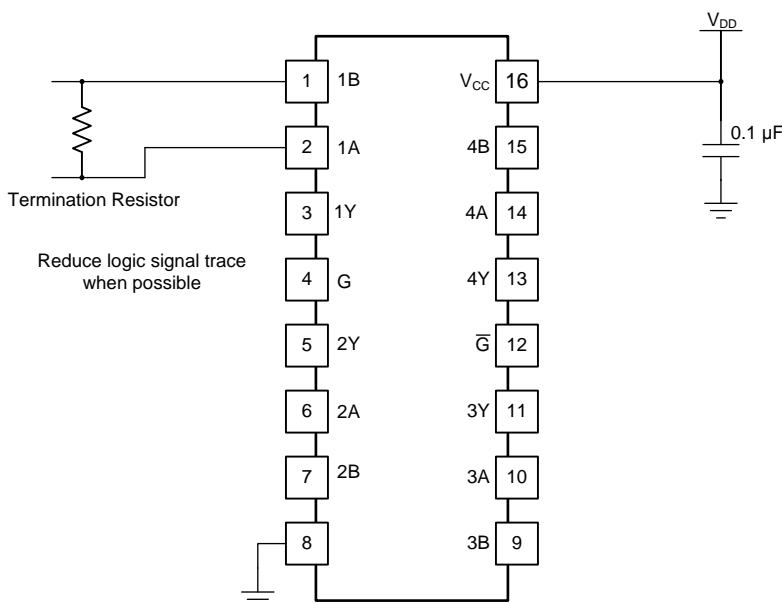 V_DD
1 1B
V_CC 16
0.1 µF
2 1A
4B 15
Termination Resistor
3 1Y
4A 14
Reduce logic signal trace
when possible
4 G
4Y 13
5 2Y
G̅ 12
6 2A
3Y 11
7 2B
3A 10
8
3B 9